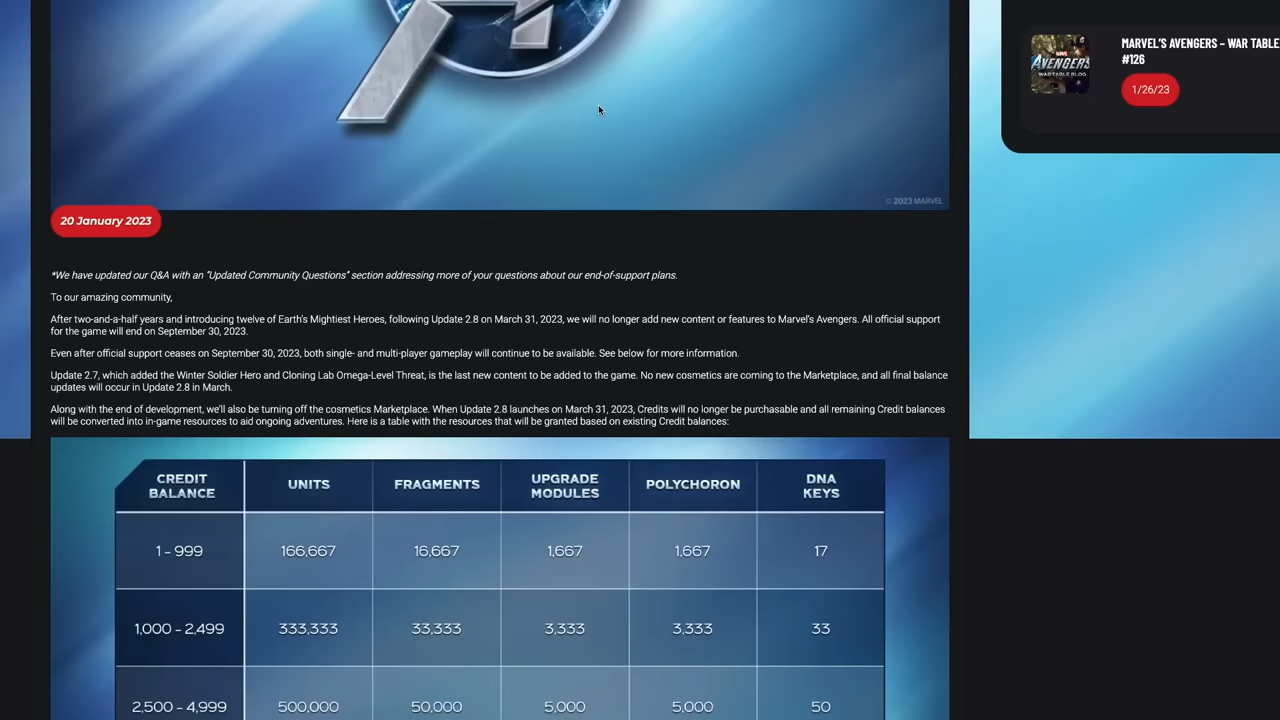 MARVEL'S AVENGERS – WAR TABLE
#126
MARVEL
AVENGERS
WAR TABLE BLOG
1/26/23
© 2023 MARVEL
20 January 2023
*We have updated our Q&A with an "Updated Community Questions" section addressing more of your questions about our end-of-support plans.
To our amazing community,
After two-and-a-half years and introducing twelve of Earth's Mightiest Heroes, following Update 2.8 on March 31, 2023, we will no longer add new content or features to Marvel's Avengers. All official support
for the game will end on September 30, 2023.
Even after official support ceases on September 30, 2023, both single- and multi-player gameplay will continue to be available. See below for more information.
Update 2.7, which added the Winter Soldier Hero and Cloning Lab Omega-Level Threat, is the last new content to be added to the game. No new cosmetics are coming to the Marketplace, and all final balance
updates will occur in Update 2.8 in March.
Along with the end of development, we'll also be turning off the cosmetics Marketplace. When Update 2.8 launches on March 31, 2023, Credits will no longer be purchasable and all remaining Credit balances
will be converted into in-game resources to aid ongoing adventures. Here is a table with the resources that will be granted based on existing Credit balances:
CREDIT BALANCE UNITS FRAGMENTS UPGRADE MODULES POLYCHORON DNA KEYS
1 – 999 166,667 16,667 1,667 1,667 17
1,000 – 2,499 333,333 33,333 3,333 3,333 33
2,500 – 4,999 500,000 50,000 5,000 5,000 50